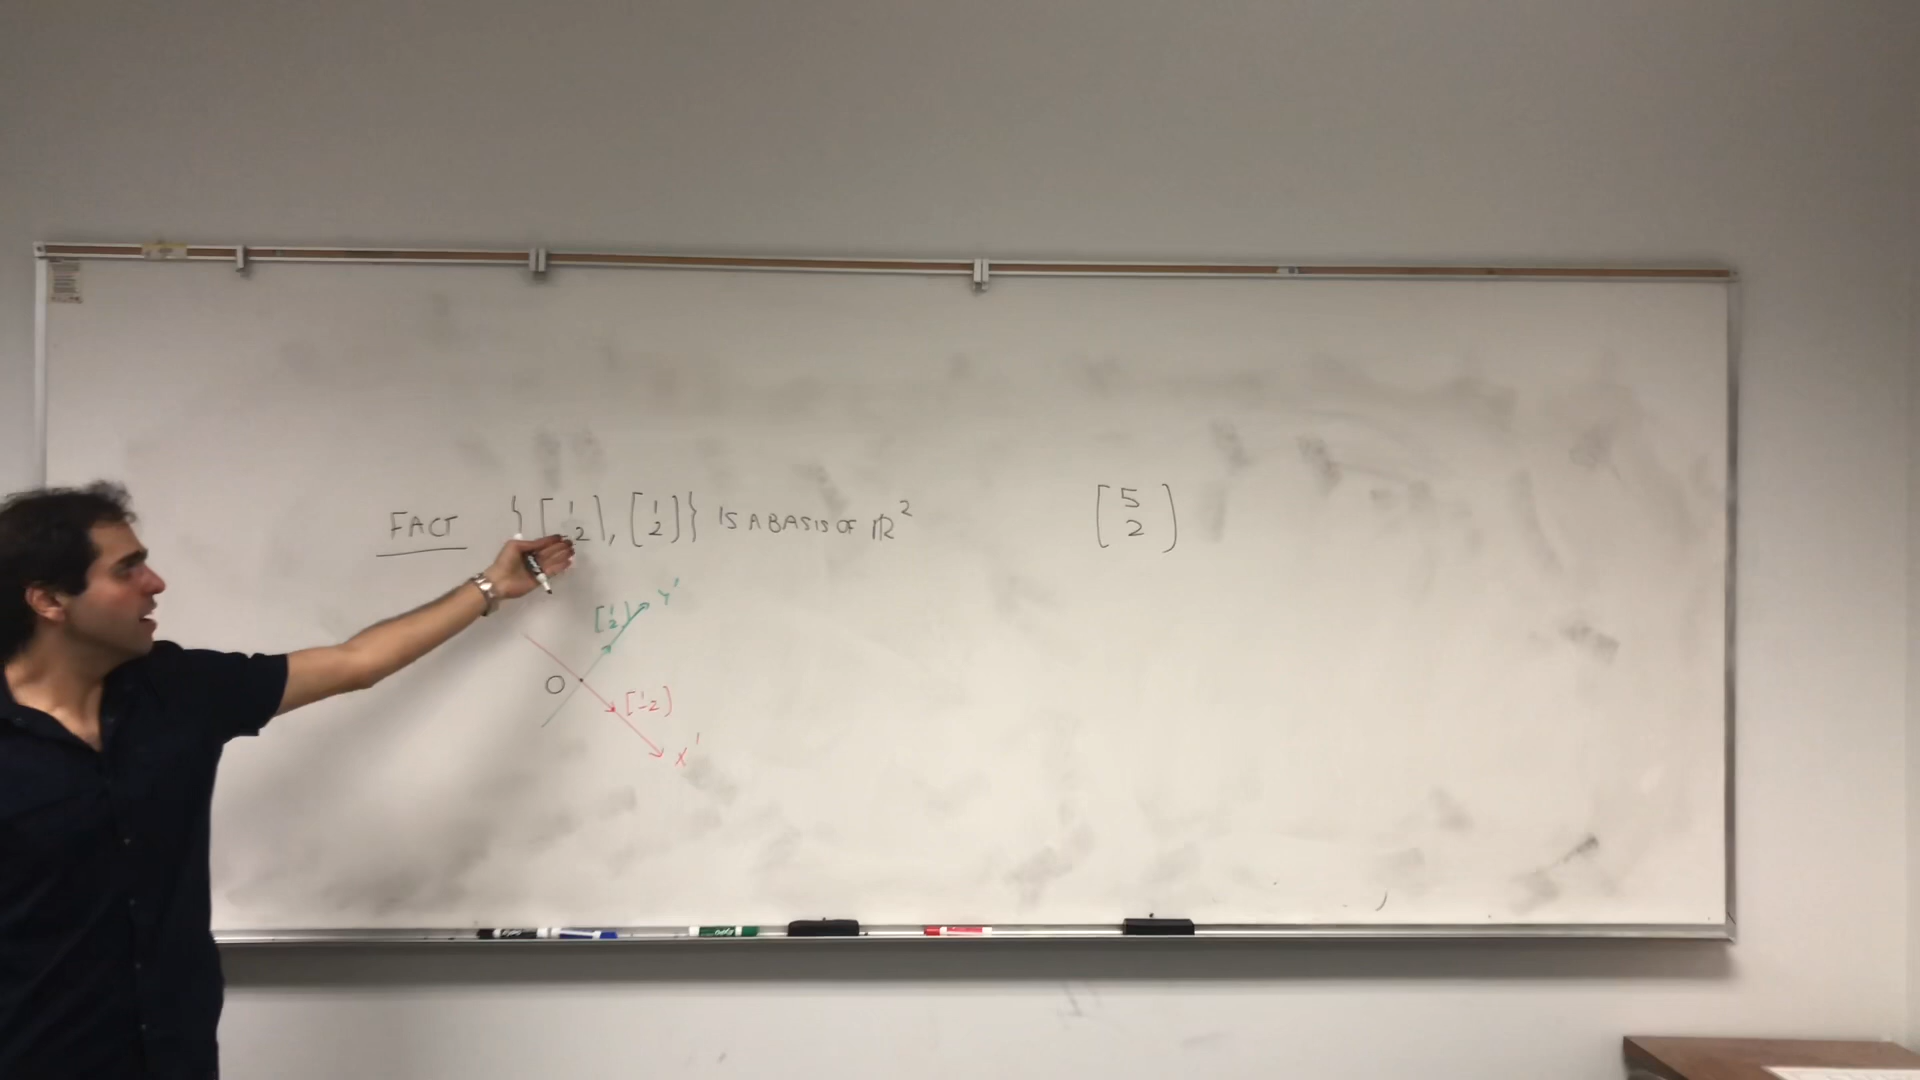 FACT { [1 -2], [1 2] } IS A BASIS OF ℝ²
[5 2]
[1 2] Y'
O
[1 -2]
X'